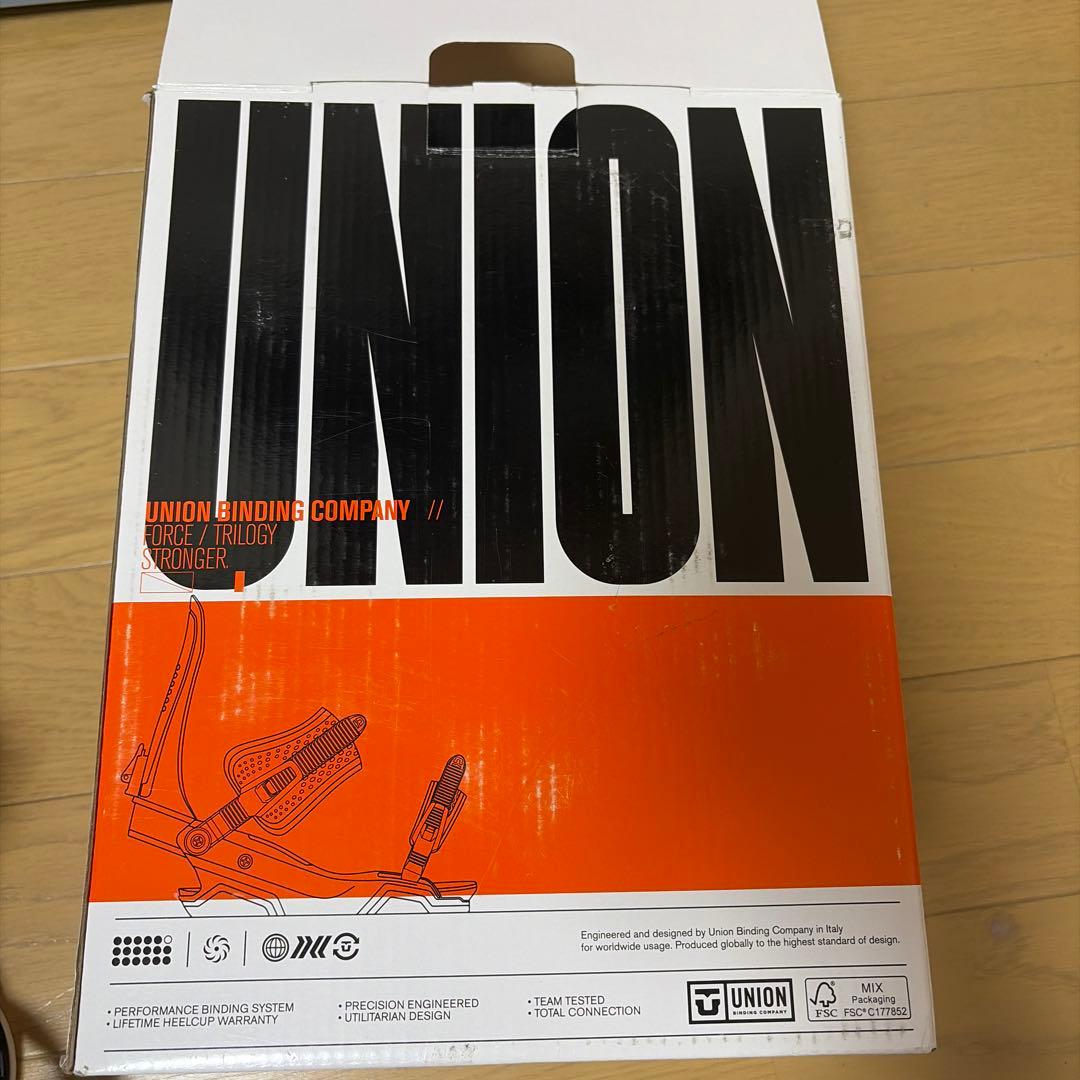 UNION
UNION BINDING COMPANY //
FORCE / TRILOGY
STRONGER.
Engineered and designed by Union Binding Company in Italy
for worldwide usage. Produced globally to the highest standard of design.
• PERFORMANCE BINDING SYSTEM
• LIFETIME HEELCUP WARRANTY
• PRECISION ENGINEERED
• UTILITARIAN DESIGN
• TEAM TESTED
• TOTAL CONNECTION
UNION
BINDING COMPANY
FSC
MIX
Packaging
FSC® C177852